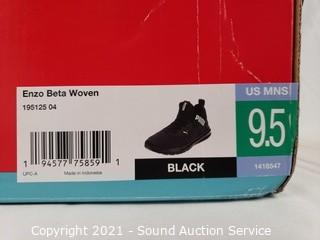 Enzo Beta Woven
195125 04
US MNS
9.5
1 94577 75859 1
UPC-A Made in Indonesia
BLACK
1418547
Copyright 2021 - Sound Auction Service